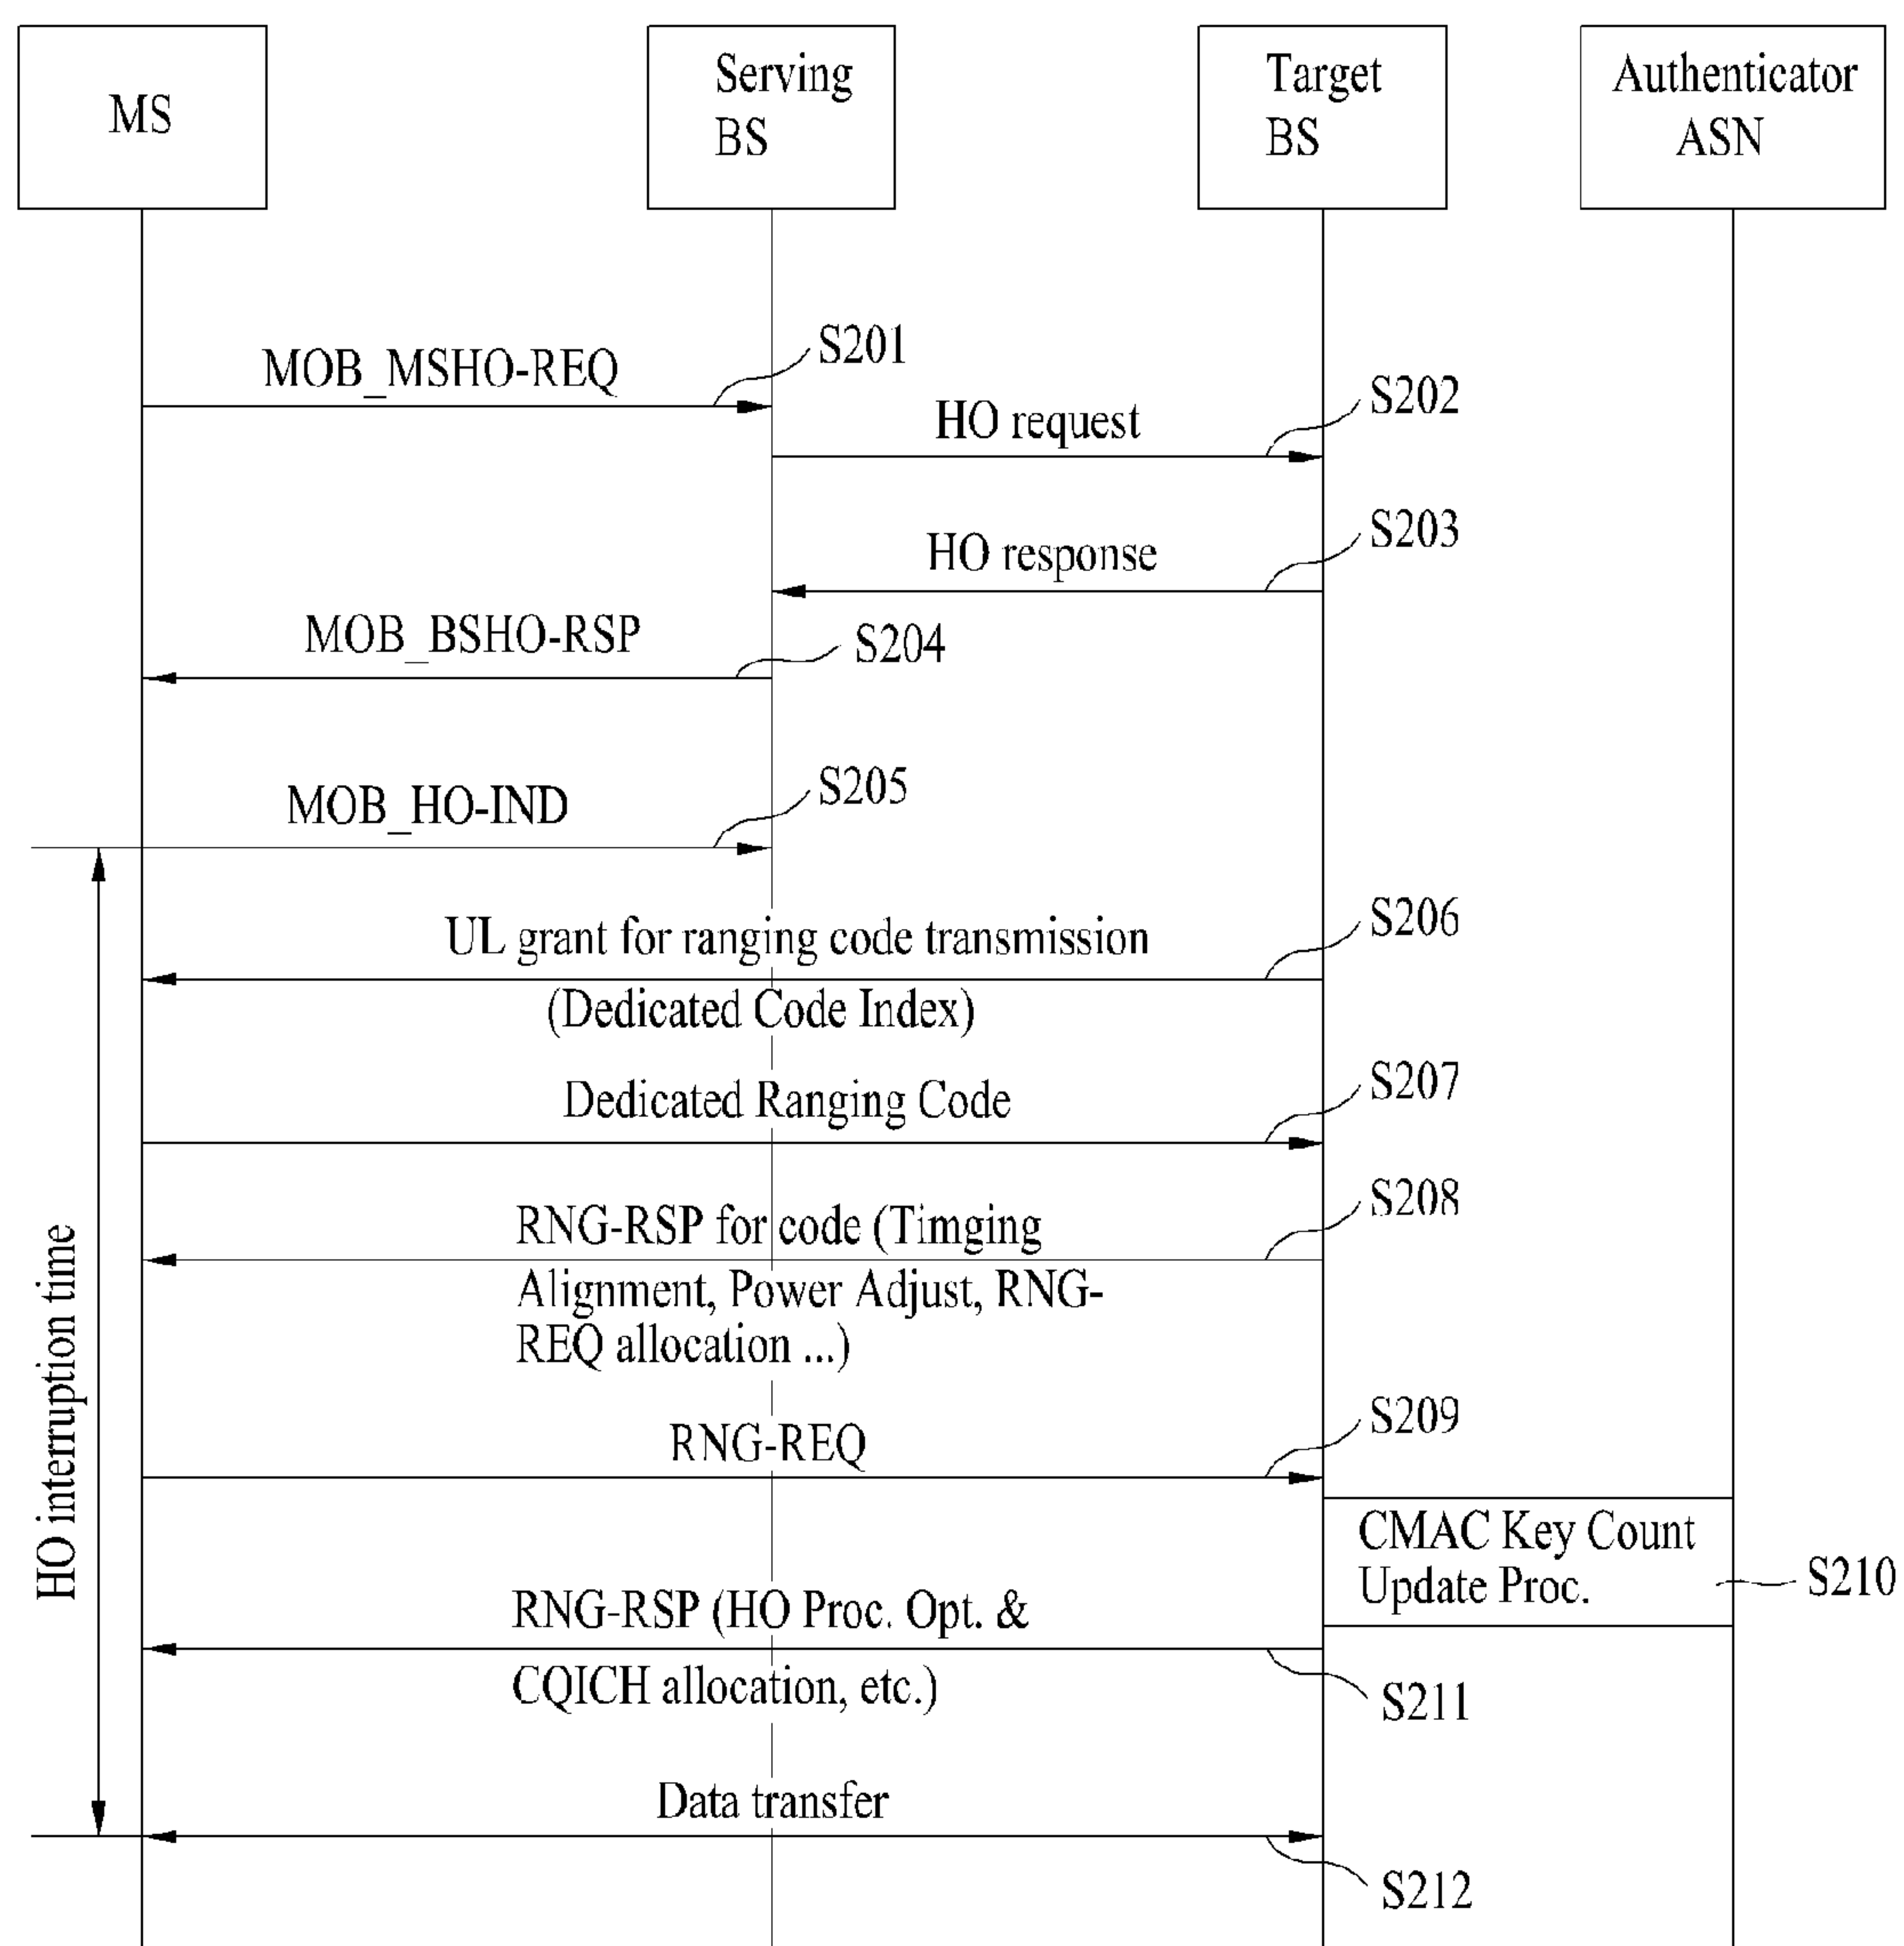 MS
Serving
BS
Target
BS
Authenticator
ASN
MOB_MSHO-REQ
S201
HO request
S202
HO response
S203
MOB_BSHO-RSP
S204
MOB_HO-IND
S205
UL grant for ranging code transmission
S206
(Dedicated Code Index)
Dedicated Ranging Code
S207
RNG-RSP for code (Timging
S208
Alignment, Power Adjust, RNG-
REQ allocation ...)
RNG-REQ
S209
CMAC Key Count
Update Proc.
S210
RNG-RSP (HO Proc. Opt. &
CQICH allocation, etc.)
S211
Data transfer
S212
HO interruption time